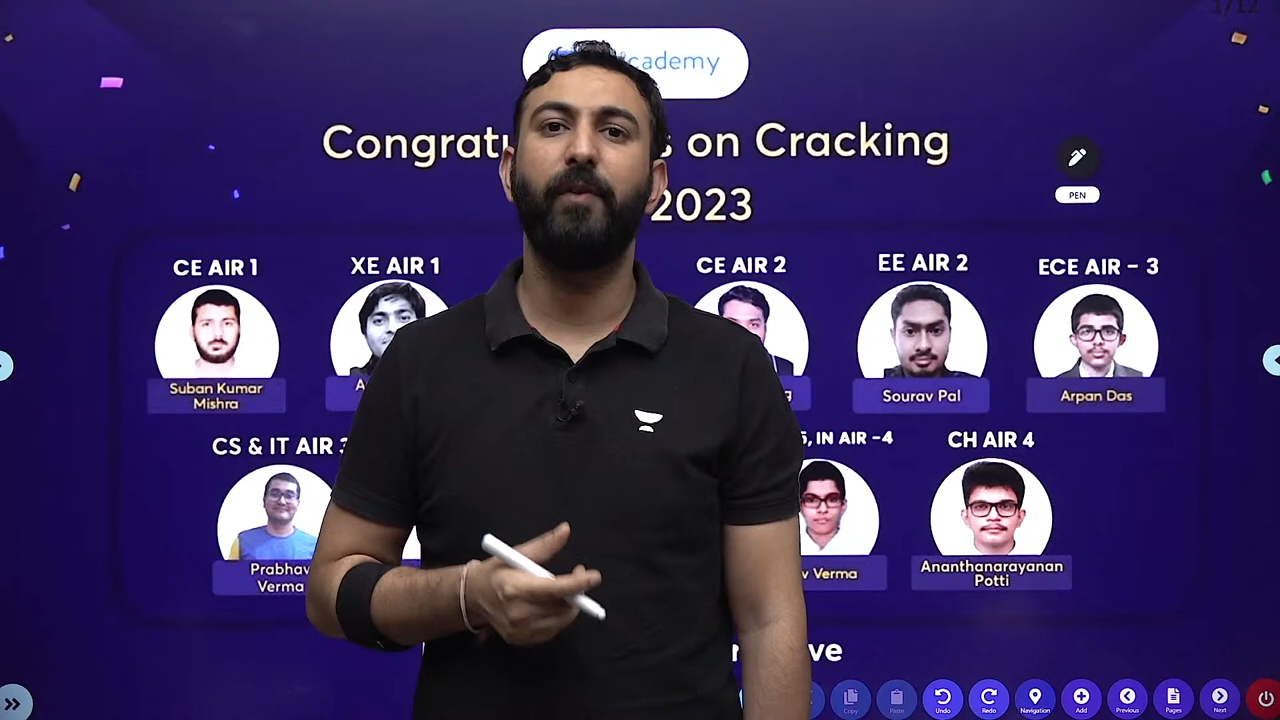 cademy
Congratu s on Cracking
2023
PEN
CE AIR 1
XE AIR 1
CE AIR 2
EE AIR 2
ECE AIR – 3
Suban Kumar
Mishra
Sourav Pal
Arpan Das
CS & IT AIR 3
IN AIR –4
CH AIR 4
Prabhav
Verma
Verma
Ananthanarayanan
Potti
Copy
Paste
Undo
Redo
Navigation
Add
Previous
Pages
Next